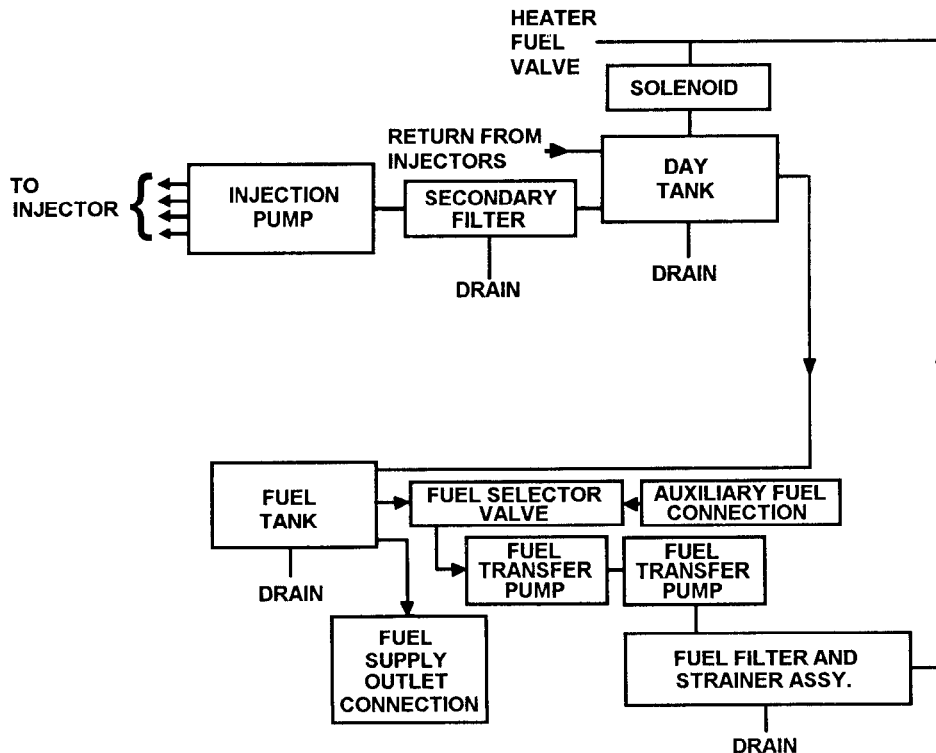 HEATER
FUEL
VALVE
SOLENOID
RETURN FROM
INJECTORS
DAY
TANK
TO
INJECTOR
INJECTION
PUMP
SECONDARY
FILTER
DRAIN
DRAIN
FUEL
TANK
FUEL SELECTOR
VALVE
AUXILIARY FUEL
CONNECTION
FUEL
TRANSFER
PUMP
FUEL
TRANSFER
PUMP
DRAIN
FUEL
SUPPLY
OUTLET
CONNECTION
FUEL FILTER AND
STRAINER ASSY.
DRAIN